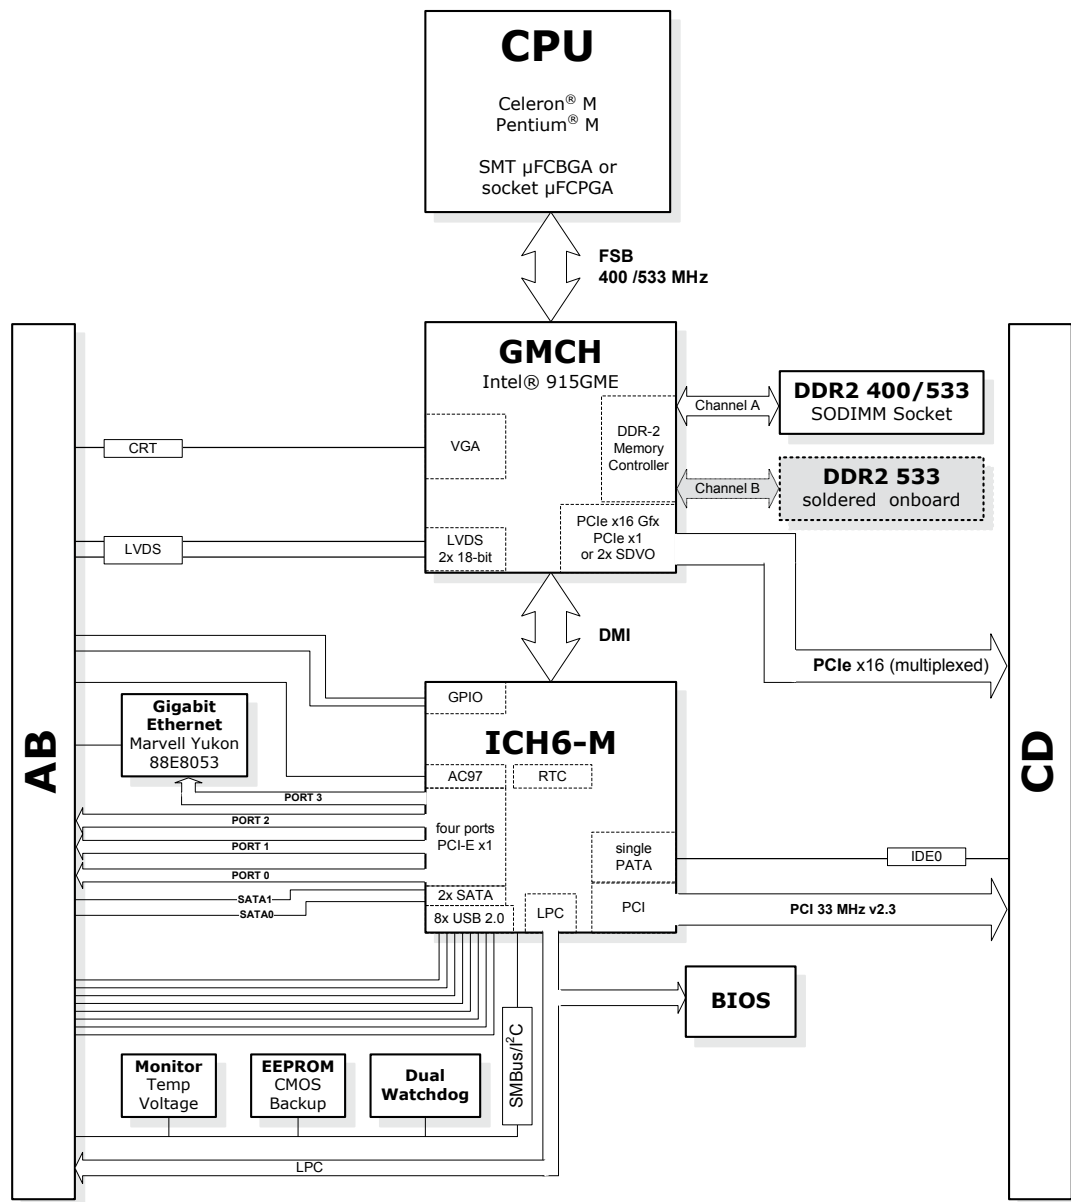 CPU
Celeron® M
Pentium® M
SMT µFCBGA or
socket µFCPGA
FSB
400 /533 MHz
GMCH
Intel® 915GME
VGA
DDR-2
Memory
Controller
LVDS
2x 18-bit
PCIe x16 Gfx
PCIe x1
or 2x SDVO
Channel A
DDR2 400/533
SODIMM Socket
Channel B
DDR2 533
soldered onboard
CRT
LVDS
DMI
PCIe x16 (multiplexed)
AB
CD
Gigabit
Ethernet
Marvell Yukon
88E8053
GPIO
ICH6-M
AC97
RTC
four ports
PCI-E x1
single
PATA
2x SATA
8x USB 2.0
LPC
PCI
PORT 3
PORT 2
PORT 1
PORT 0
SATA1
SATA0
IDE0
PCI 33 MHz v2.3
BIOS
SMBus/I²C
Monitor
Temp
Voltage
EEPROM
CMOS
Backup
Dual
Watchdog
LPC